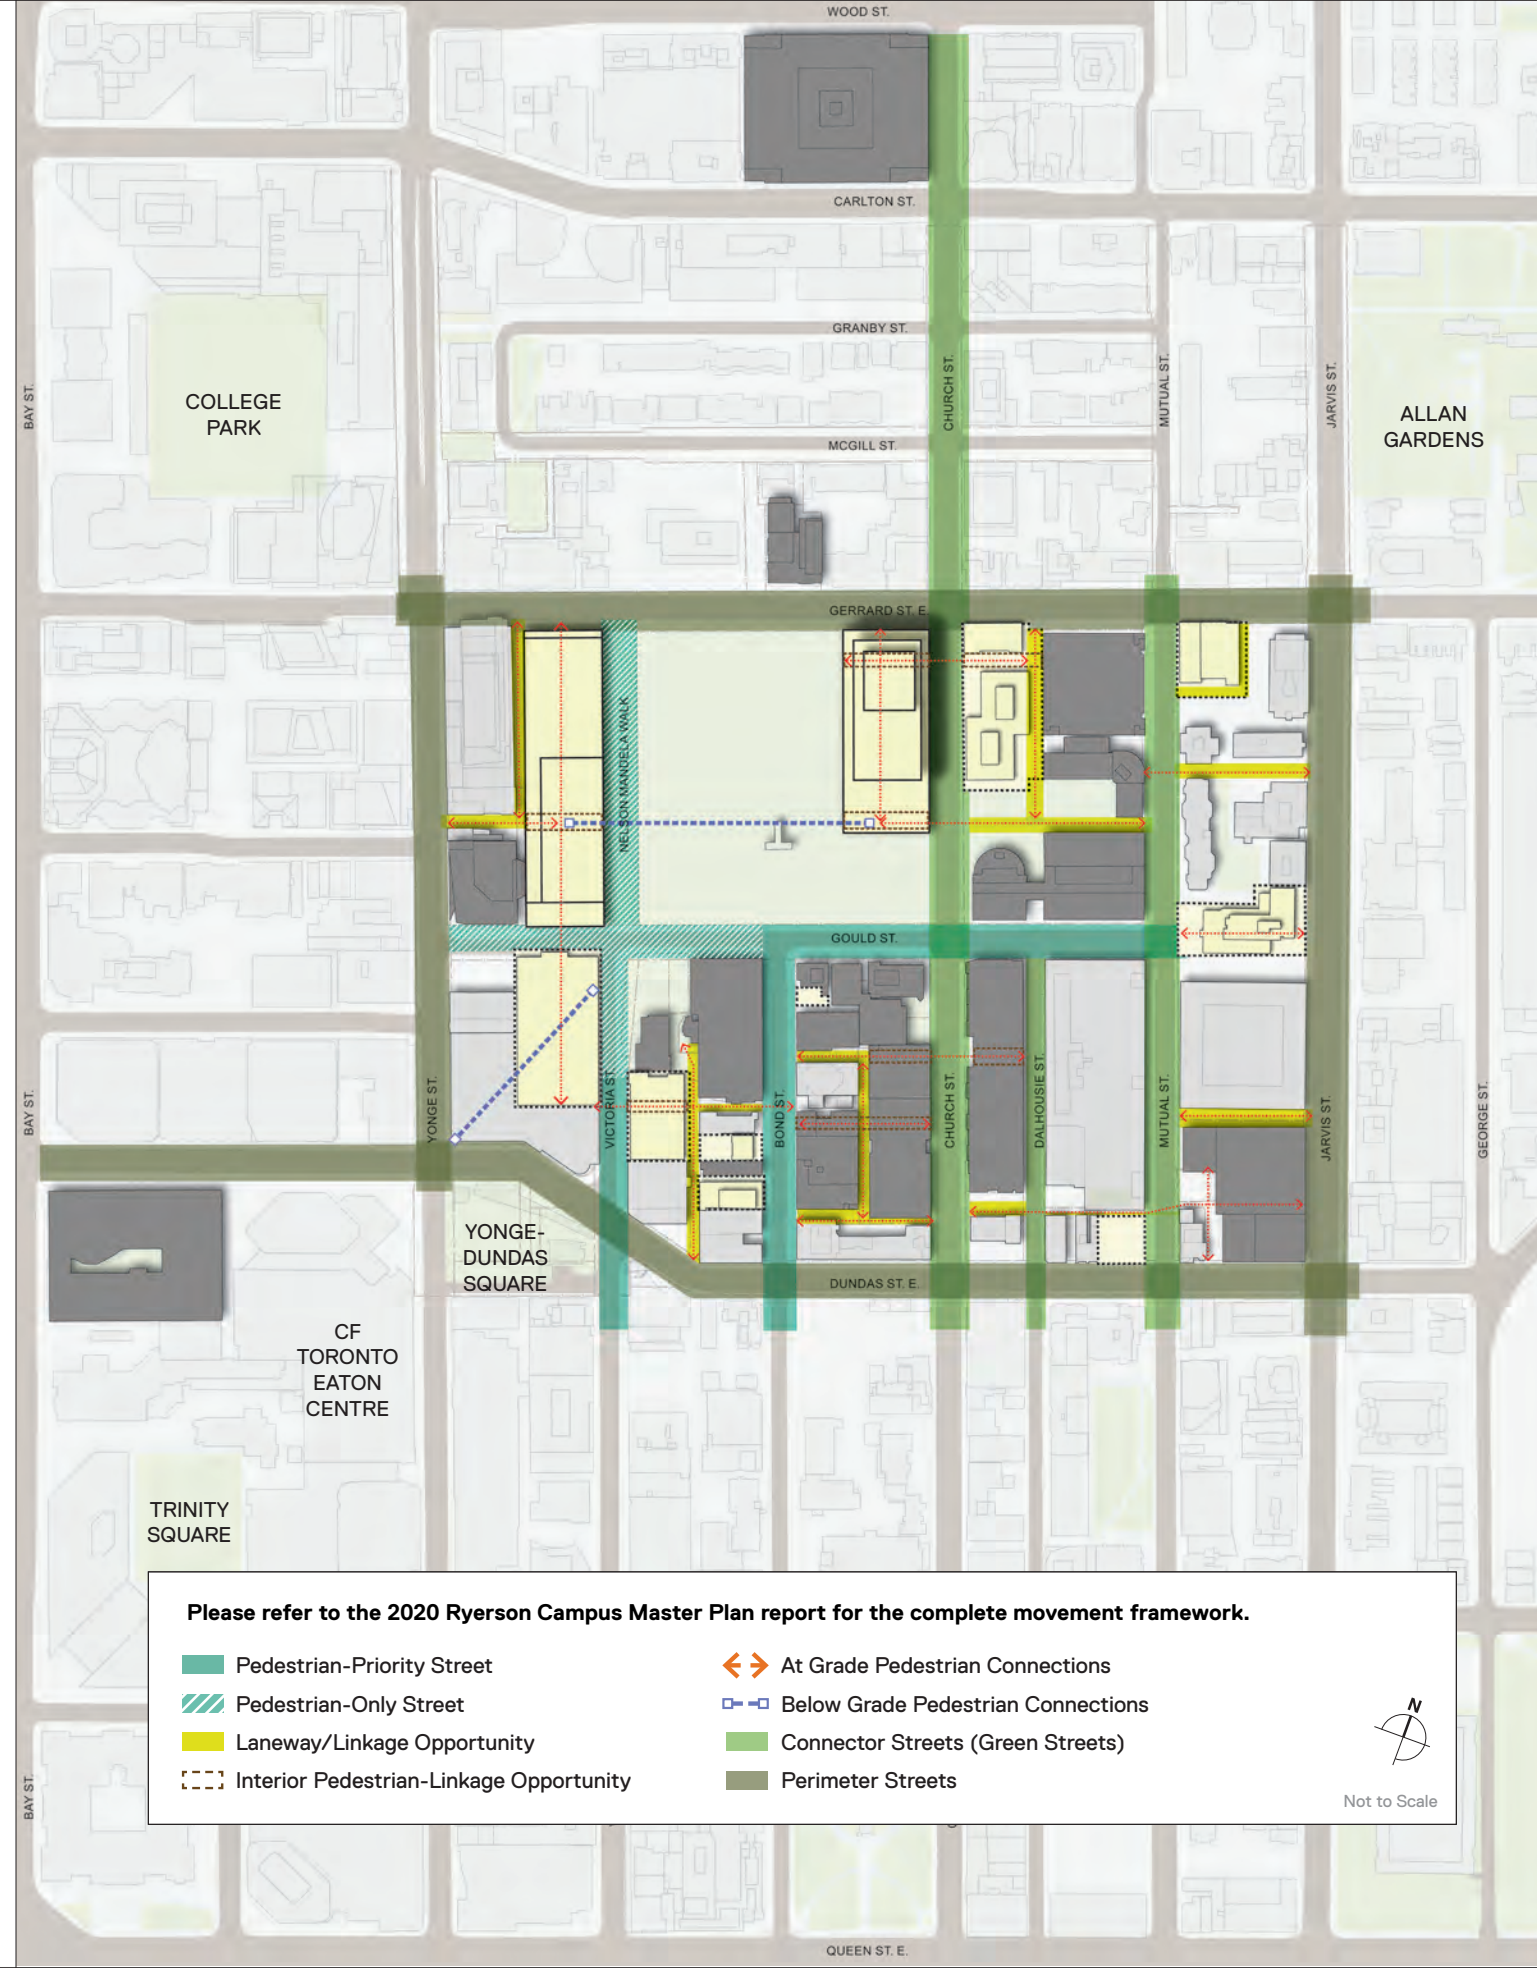 WOOD ST.
CARLTON ST.
GRANBY ST.
BAY ST.
COLLEGE
PARK
CHURCH ST.
MUTUAL ST.
JARVIS ST.
ALLAN
GARDENS
MCGILL ST.
GERRARD ST. E.
NELSON MANDELA WALK
GOULD ST.
BAY ST.
YONGE ST.
VICTORIA ST.
BOND ST.
CHURCH ST.
DALHOUSIE ST.
MUTUAL ST.
JARVIS ST.
GEORGE ST.
YONGE-
DUNDAS
SQUARE
DUNDAS ST. E.
CF
TORONTO
EATON
CENTRE
TRINITY
SQUARE
Please refer to the 2020 Ryerson Campus Master Plan report for the complete movement framework.
Pedestrian-Priority Street
Pedestrian-Only Street
Laneway/Linkage Opportunity
Interior Pedestrian-Linkage Opportunity
At Grade Pedestrian Connections
Below Grade Pedestrian Connections
Connector Streets (Green Streets)
Perimeter Streets
N
Not to Scale
BAY ST.
QUEEN ST. E.